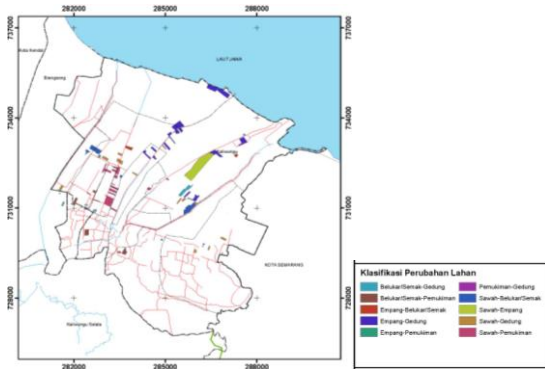 282000 285000 288000
737000 737000
LAUT JAWA
734000 734000
731000 731000
KOTA SEMARANG
728000 728000
282000 285000 288000
Klasifikasi Perubahan Lahan
Belukar/Semak-Gedung Pemukiman-Gedung
Belukar/Semak-Pemukiman Sawah-Belukar/Semak
Empang-Belukar/Semak Sawah-Empang
Empang-Gedung Sawah-Gedung
Empang-Pemukiman Sawah-Pemukiman